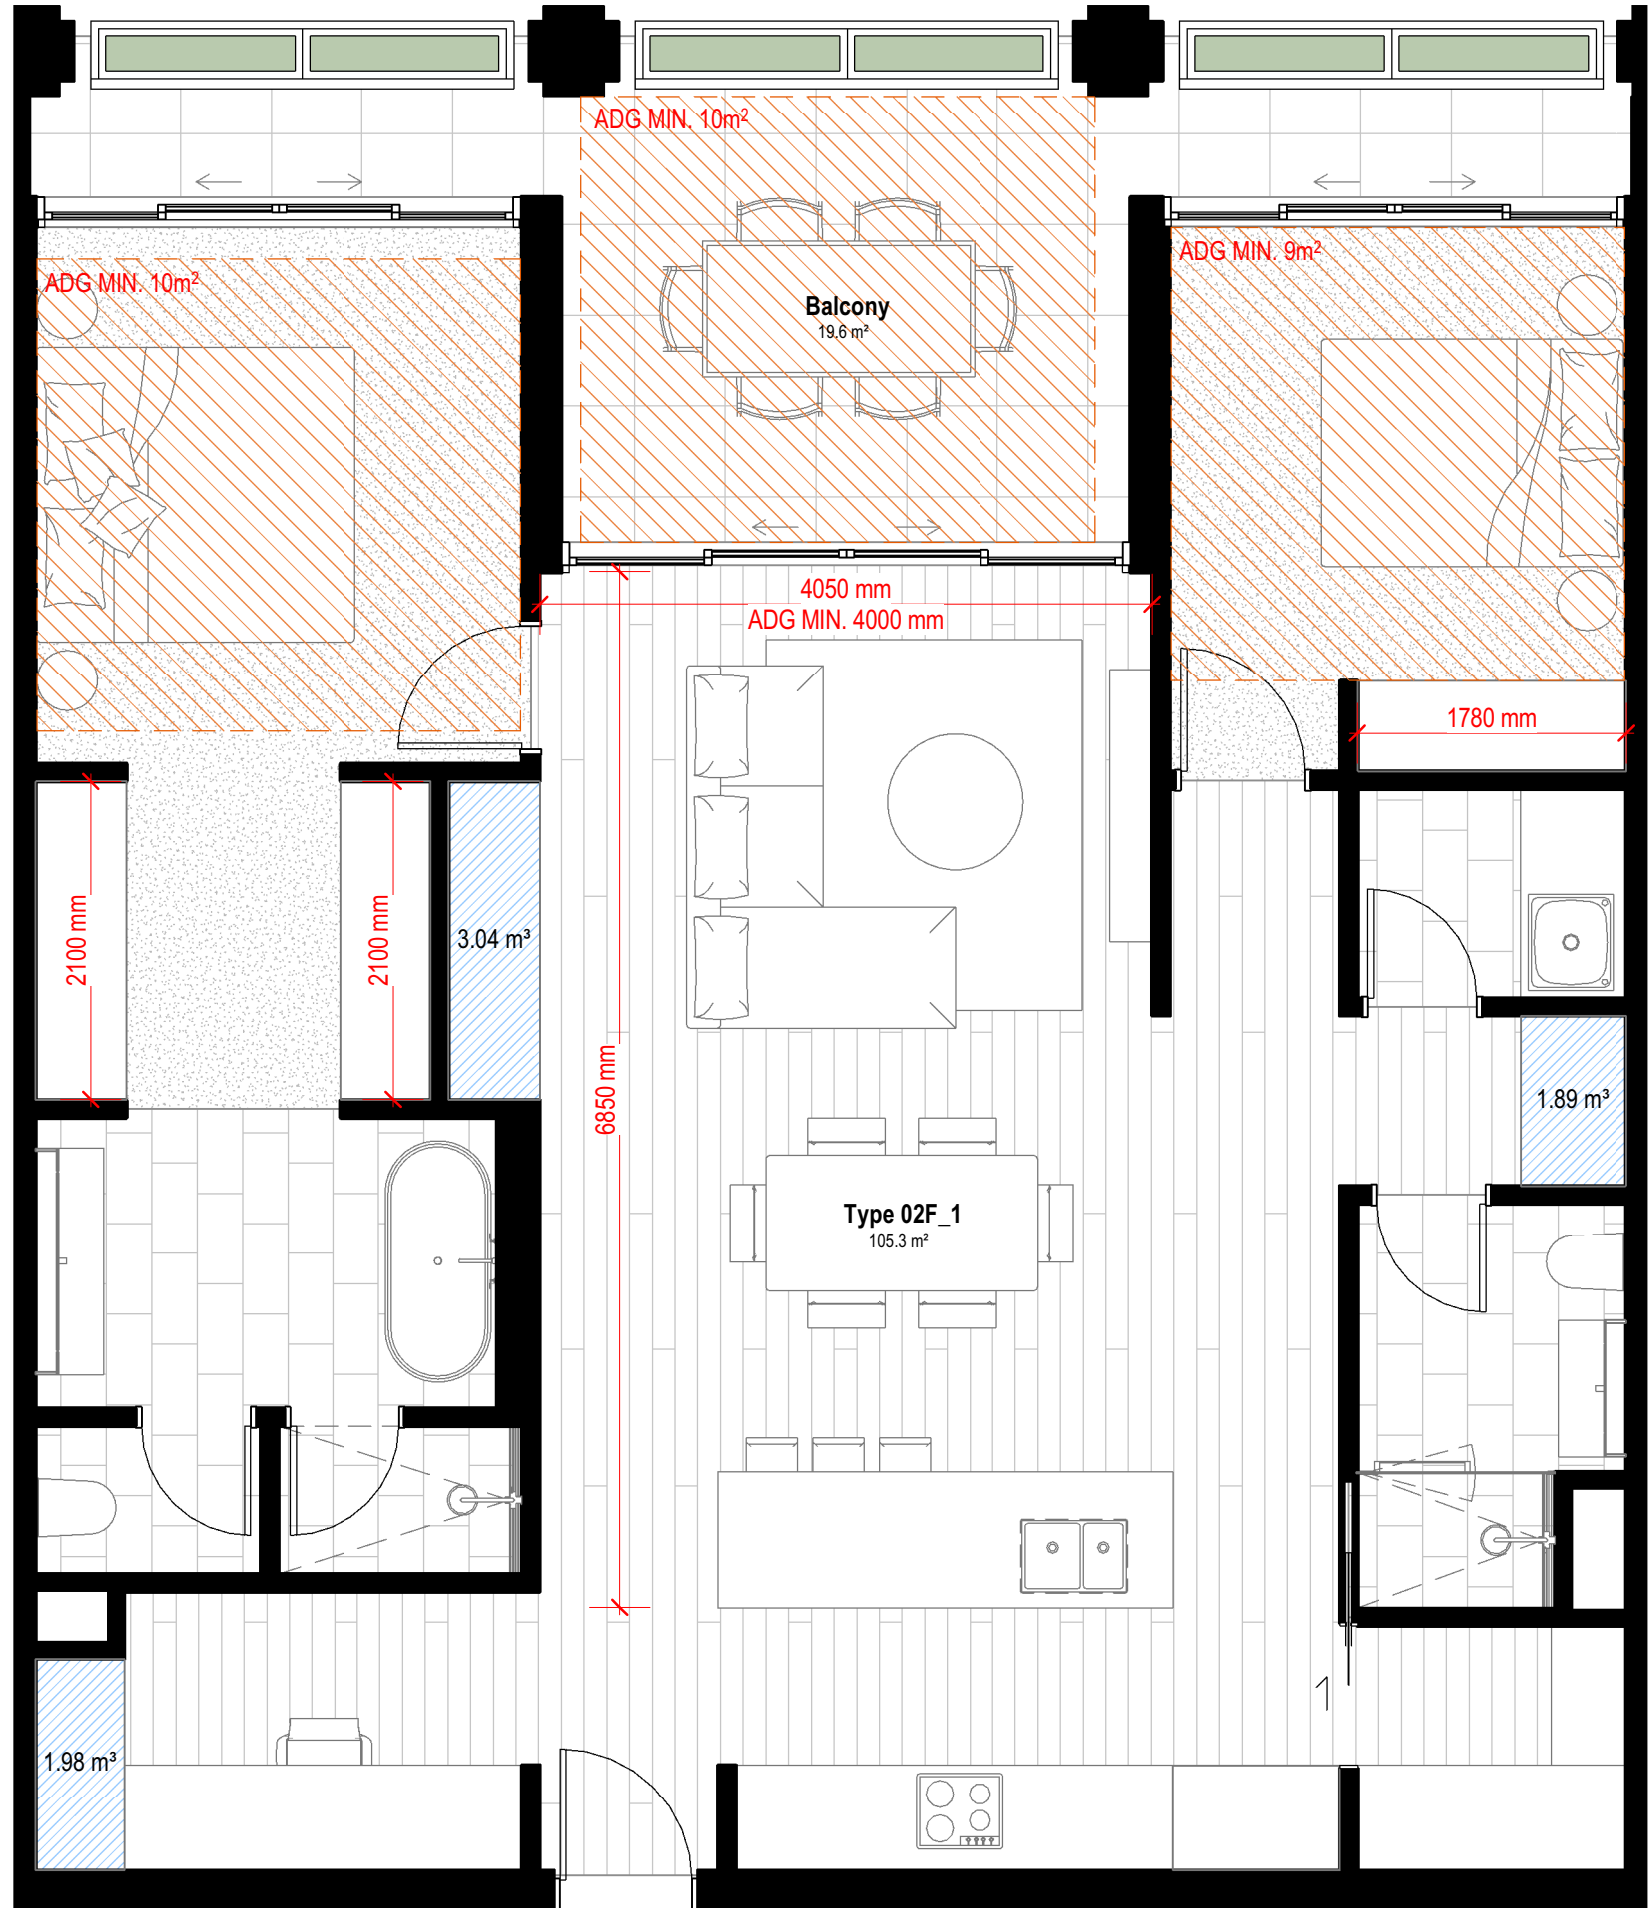 ADG MIN. 10m²
ADG MIN. 9m²
ADG MIN. 10m²
Balcony
19.6 m²
4050 mm
ADG MIN. 4000 mm
1780 mm
2100 mm
2100 mm
3.04 m³
6850 mm
1.89 m³
Type 02F_1
105.3 m²
1.98 m³